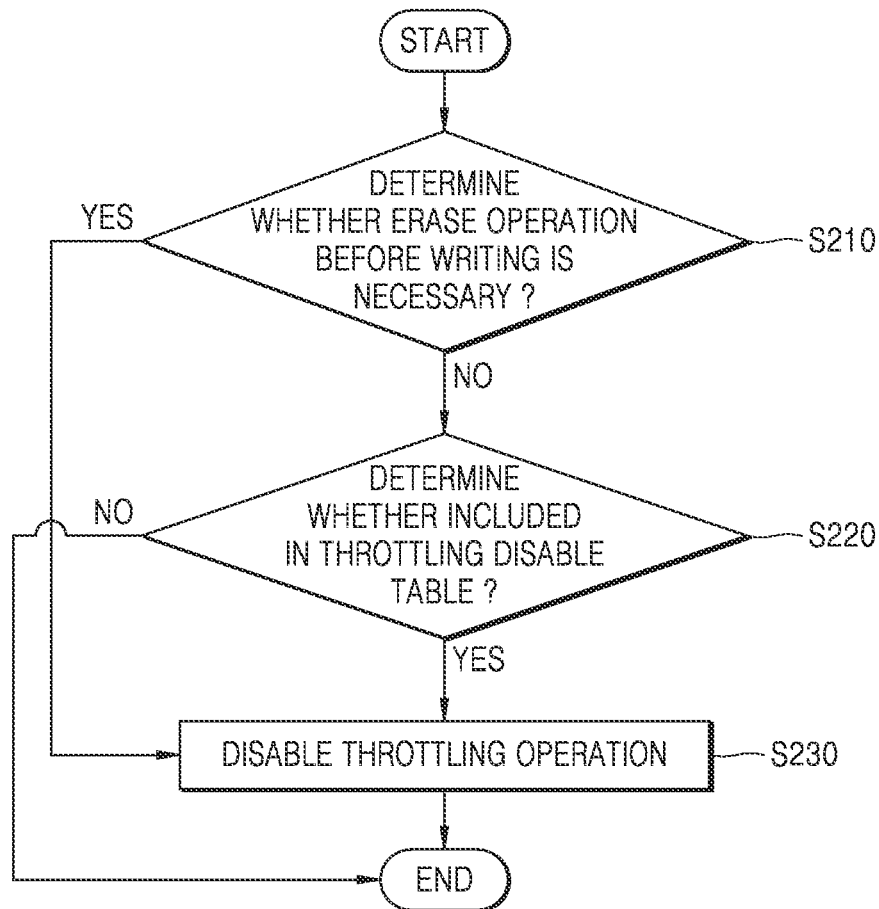 START
DETERMINE
WHETHER ERASE OPERATION
BEFORE WRITING IS
NECESSARY ?
YES
S210
NO
DETERMINE
WHETHER INCLUDED
IN THROTTLING DISABLE
TABLE ?
NO
S220
YES
DISABLE THROTTLING OPERATION
S230
END